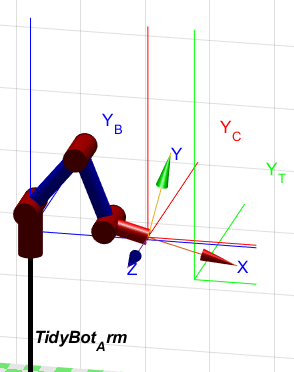 Y_B
Y_C
Y
Y_T
Z
X
TidyBot_Arm